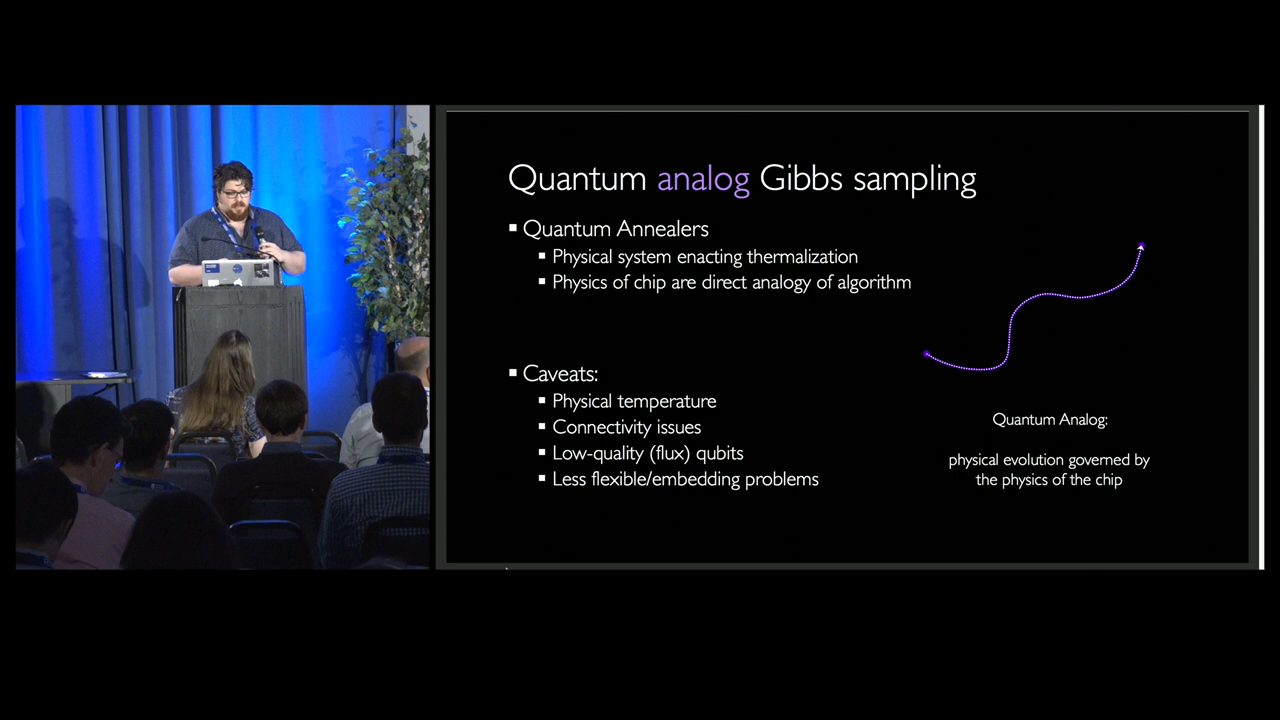 Quantum analog Gibbs sampling
Quantum Annealers
Physical system enacting thermalization
Physics of chip are direct analogy of algorithm
Caveats:
Physical temperature
Connectivity issues
Low-quality (flux) qubits
Less flexible/embedding problems
Quantum Analog:
physical evolution governed by
the physics of the chip